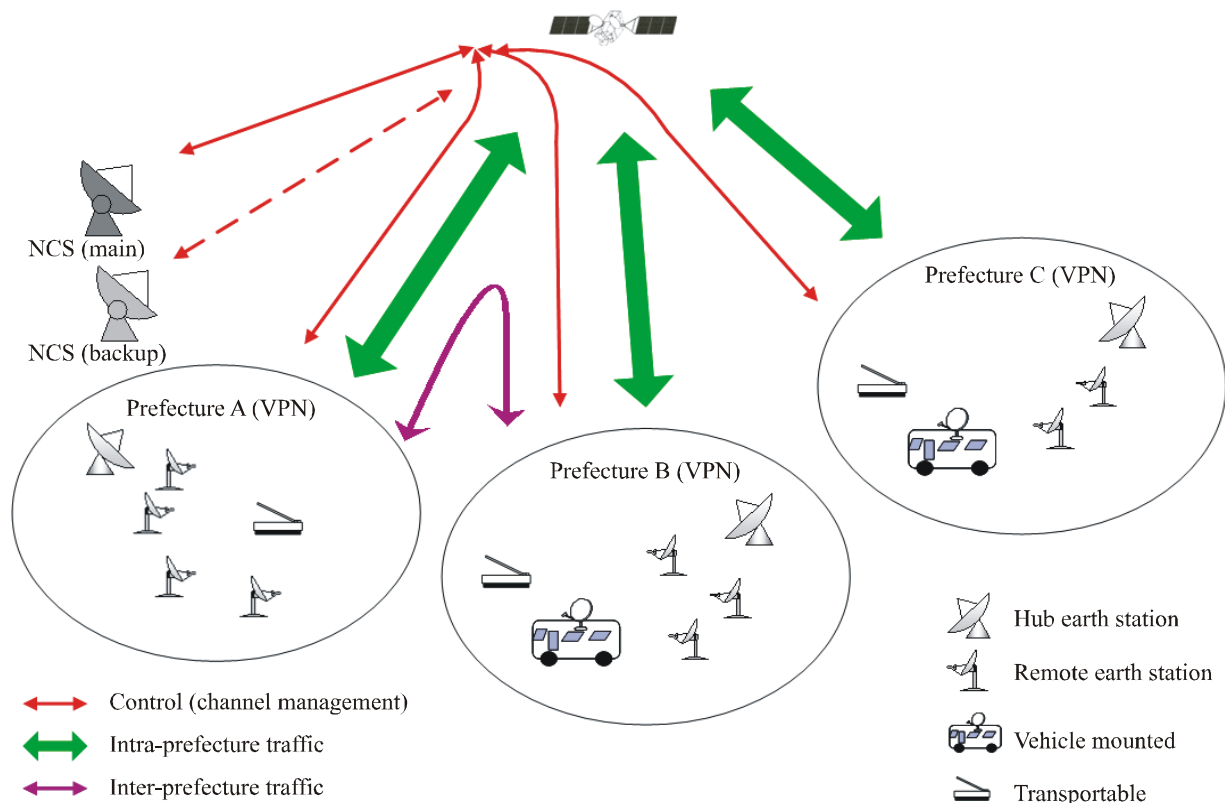 NCS (main)
NCS (backup)
Prefecture A (VPN)
Prefecture B (VPN)
Prefecture C (VPN)
Control (channel management)
Intra-prefecture traffic
Inter-prefecture traffic
Hub earth station
Remote earth station
Vehicle mounted
Transportable